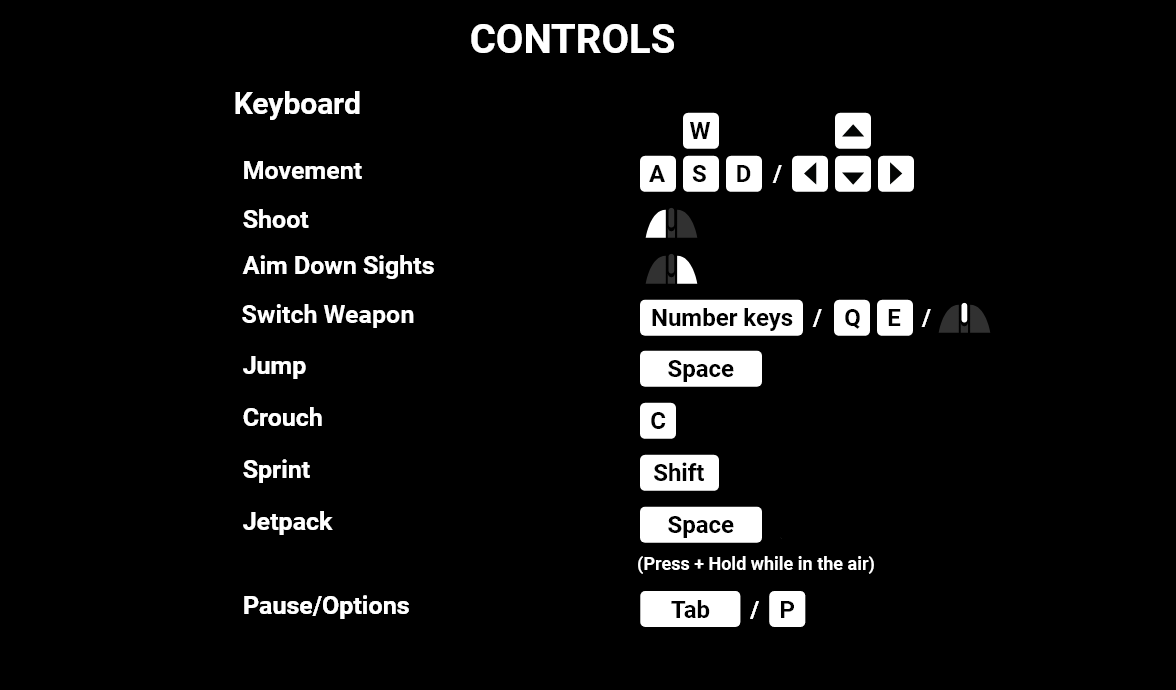 CONTROLS
Keyboard
W
Movement A S D / /
Shoot
Aim Down Sights
Switch Weapon Number keys / Q E /
Jump Space
Crouch C
Sprint Shift
Jetpack Space
(Press + Hold while in the air)
Pause/Options Tab / P